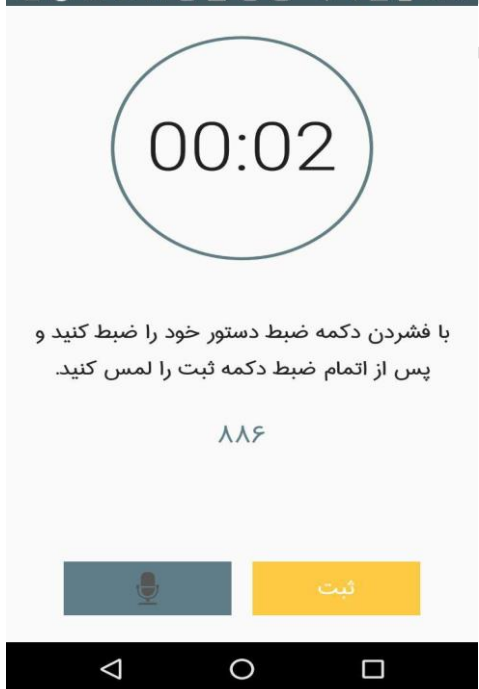 00:02
با فشردن دکمه ضبط دستور خود را ضبط کنید و
پس از اتمام ضبط دکمه ثبت را لمس کنید.
۸۸۶
ثبت